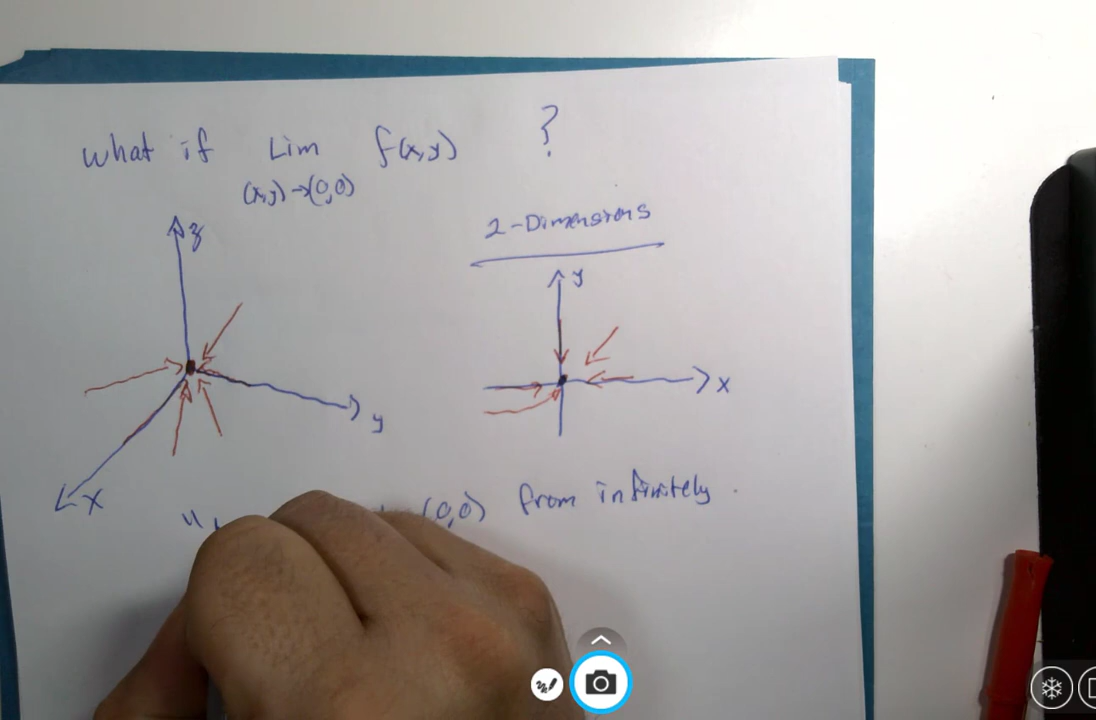 What if Lim f(x,y) ?
(x,y)→(0,0)
2-Dimensions
z
y
x
y
x
(0,0) from infinitely